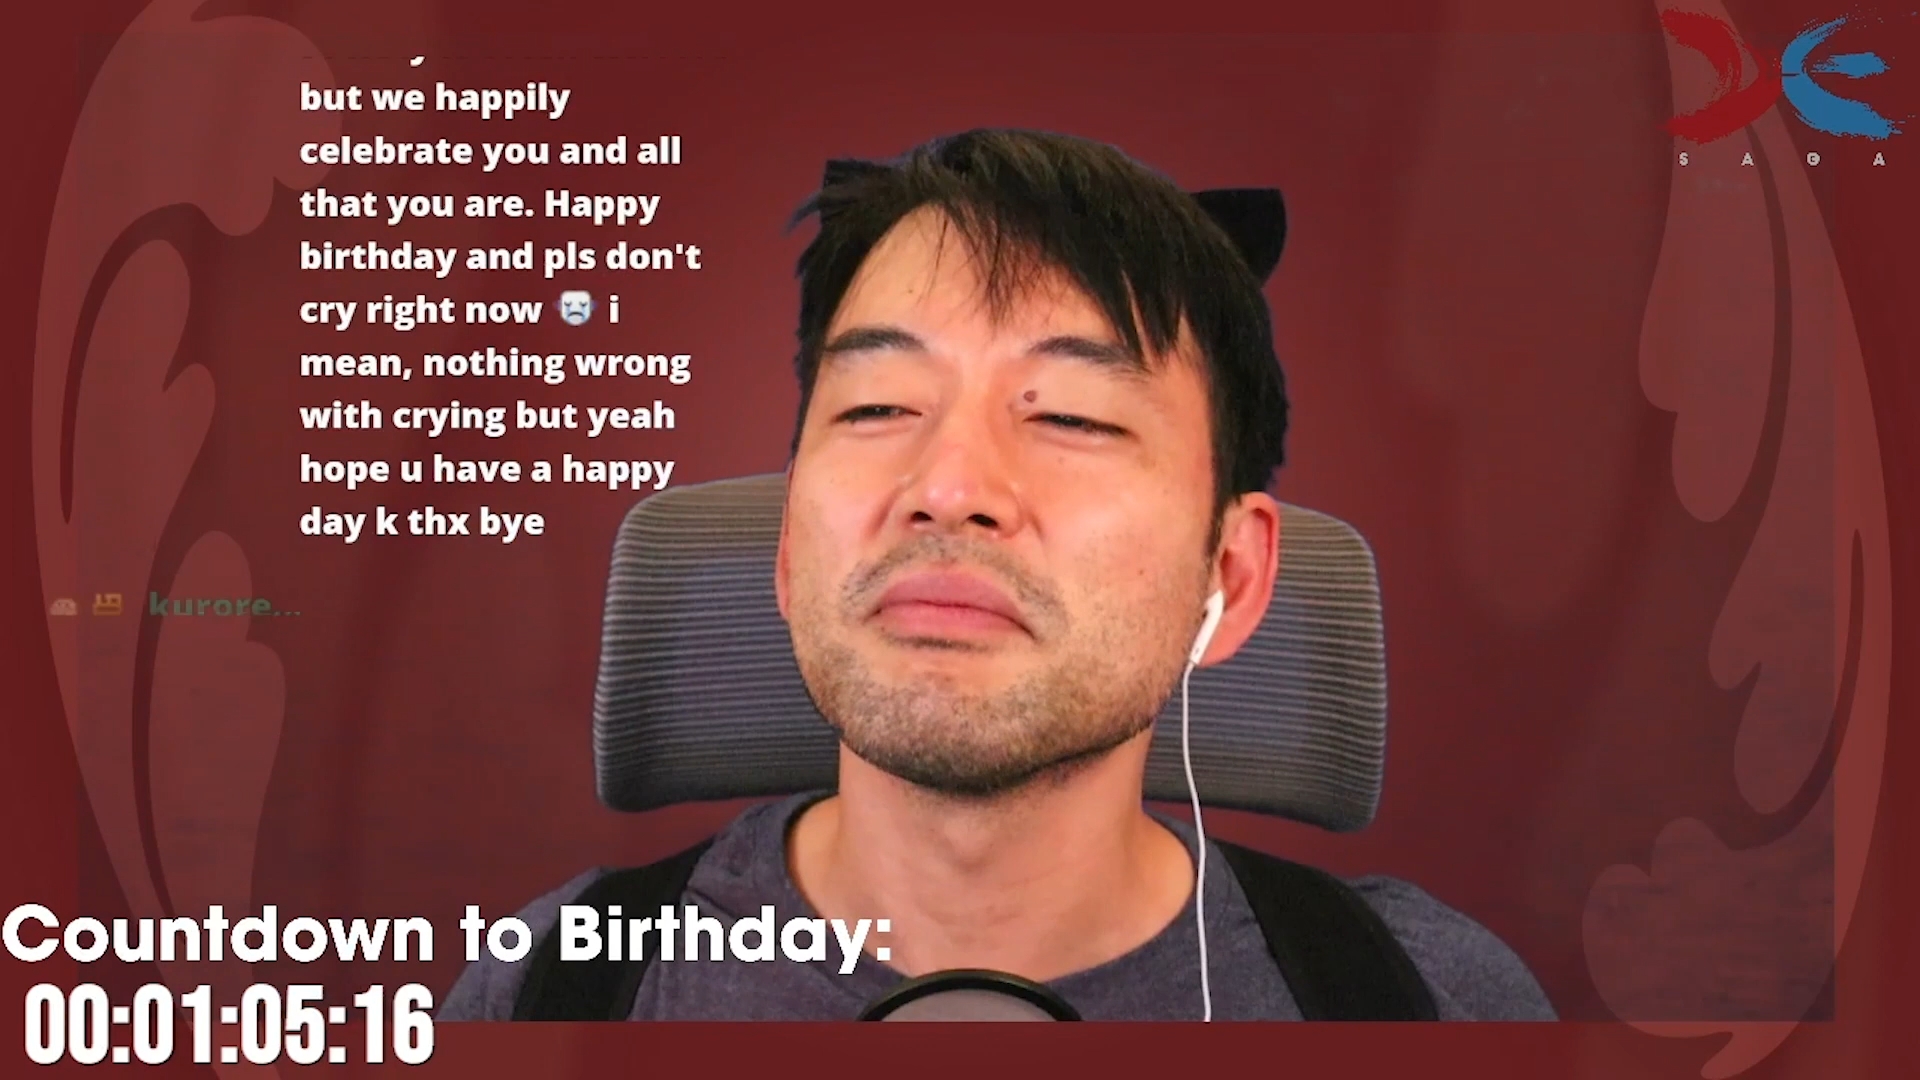 but we happily
celebrate you and all
that you are. Happy
birthday and pls don't
cry right now 😭 i
mean, nothing wrong
with crying but yeah
hope u have a happy
day k thx bye
kurore...
Countdown to Birthday:
00:01:05:16
DE
SAGA